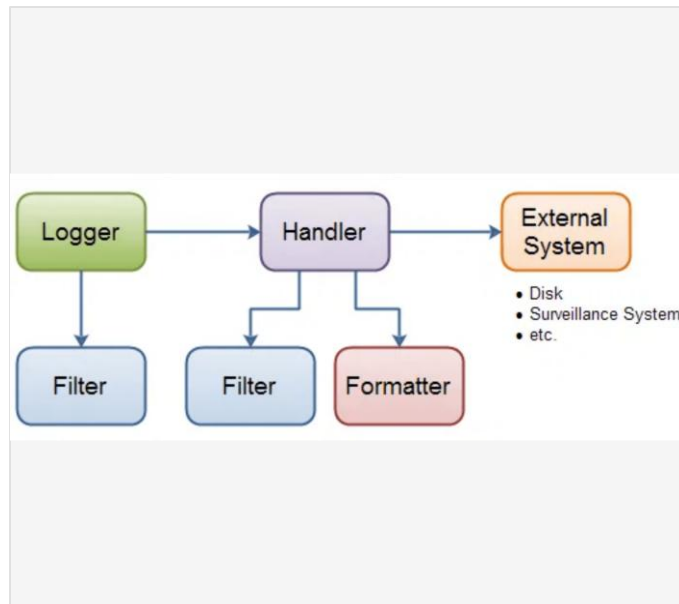 Logger
Handler
External
System
• Disk
• Surveillance System
• etc.
Filter
Filter
Formatter